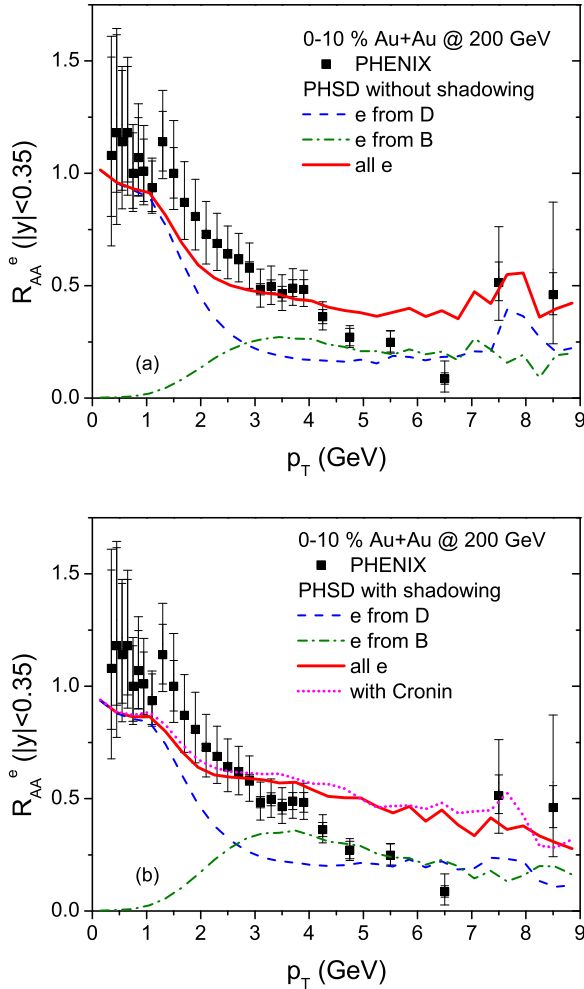 0-10 % Au+Au @ 200 GeV
PHENIX
PHSD without shadowing
e from D
e from B
all e
R_AA^e (|y|<0.35)
1.5
1.0
0.5
0.0
(a)
0 1 2 3 4 5 6 7 8 9
p_T (GeV)
0-10 % Au+Au @ 200 GeV
PHENIX
PHSD with shadowing
e from D
e from B
all e
with Cronin
R_AA^e (|y|<0.35)
1.5
1.0
0.5
0.0
(b)
0 1 2 3 4 5 6 7 8 9
p_T (GeV)